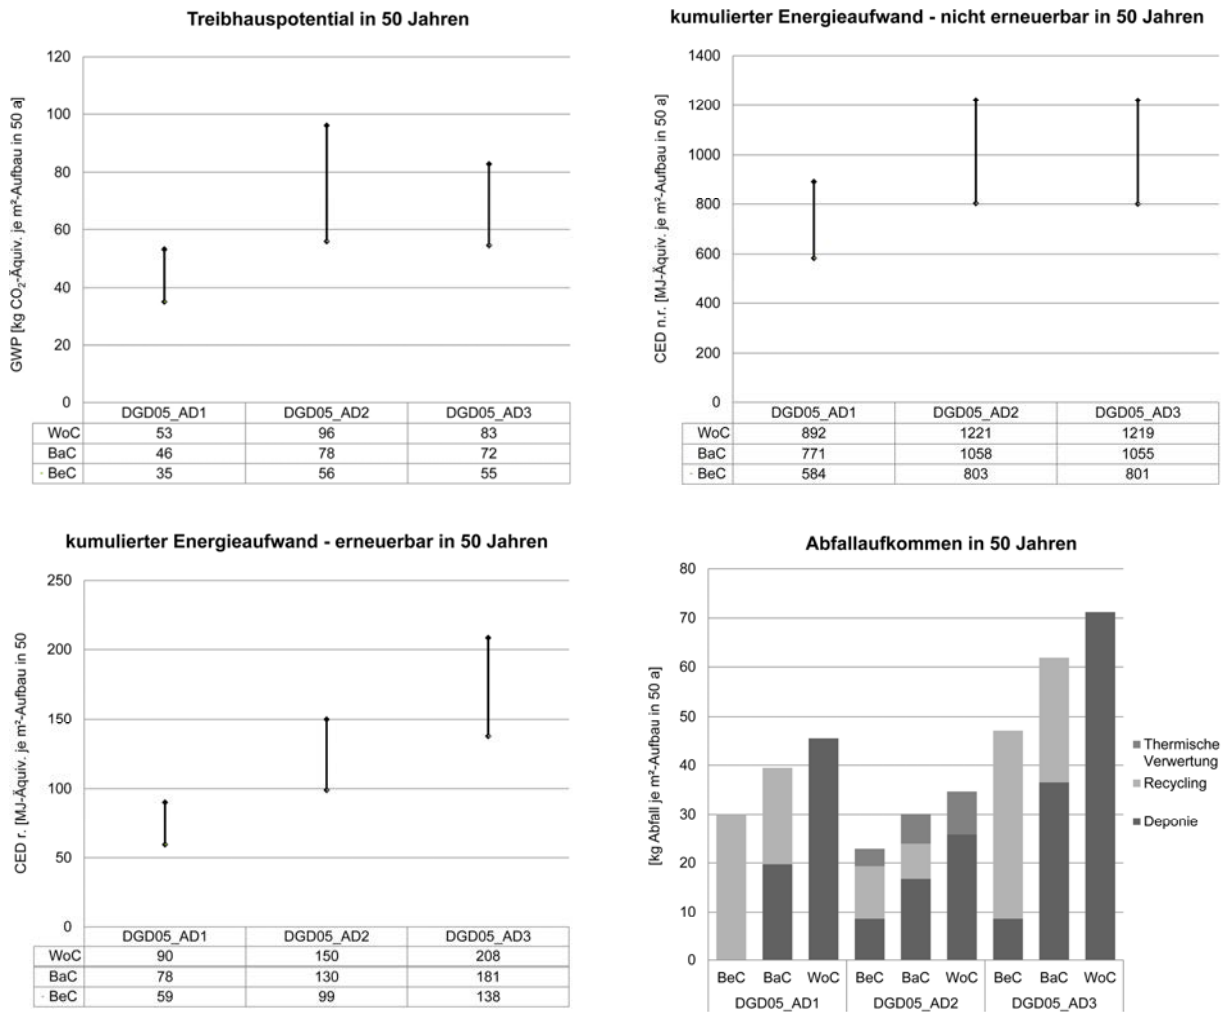 Treibhauspotential in 50 Jahren
GWP [kg CO₂-Äquiv. je m²-Aufbau in 50 a]
120
100
80
60
40
20
0
DGD05_AD1 DGD05_AD2 DGD05_AD3
WoC 53 96 83
BaC 46 78 72
BeC 35 56 55
kumulierter Energieaufwand - nicht erneuerbar in 50 Jahren
CED n.r. [MJ-Äquiv. je m²-Aufbau in 50 a]
1400
1200
1000
800
600
400
200
0
DGD05_AD1 DGD05_AD2 DGD05_AD3
WoC 892 1221 1219
BaC 771 1058 1055
BeC 584 803 801
kumulierter Energieaufwand - erneuerbar in 50 Jahren
CED r. [MJ-Äquiv. je m²-Aufbau in 50
250
200
150
100
50
0
DGD05_AD1 DGD05_AD2 DGD05_AD3
WoC 90 150 208
BaC 78 130 181
BeC 59 99 138
Abfallaufkommen in 50 Jahren
[kg Abfall je m²-Aufbau in 50 a]
80
70
60
50
40
30
20
10
0
BeC BaC WoC BeC BaC WoC BeC BaC WoC
DGD05_AD1 DGD05_AD2 DGD05_AD3
Thermische
Verwertung
Recycling
Deponie